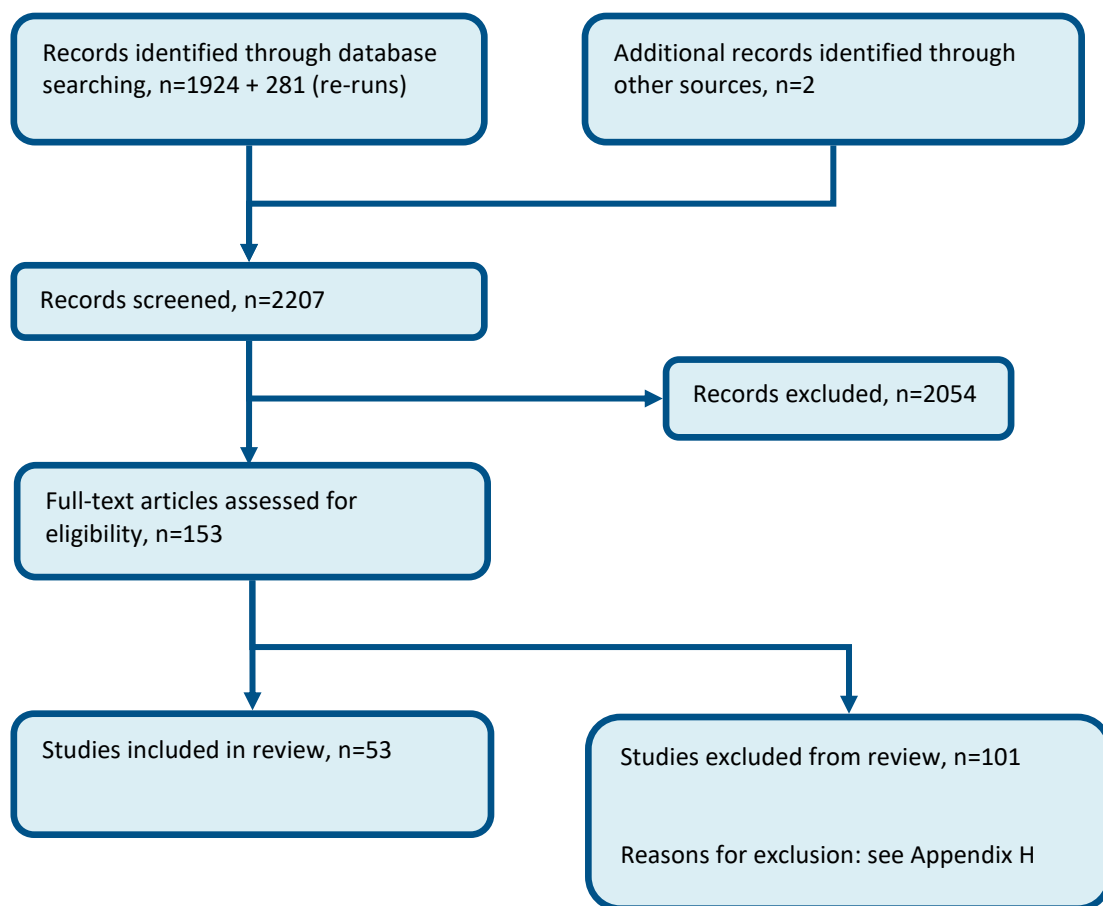 Records identified through database
searching, n=1924 + 281 (re-runs)
Additional records identified through
other sources, n=2
Records screened, n=2207
Records excluded, n=2054
Full-text articles assessed for
eligibility, n=153
Studies included in review, n=53
Studies excluded from review, n=101
Reasons for exclusion: see Appendix H